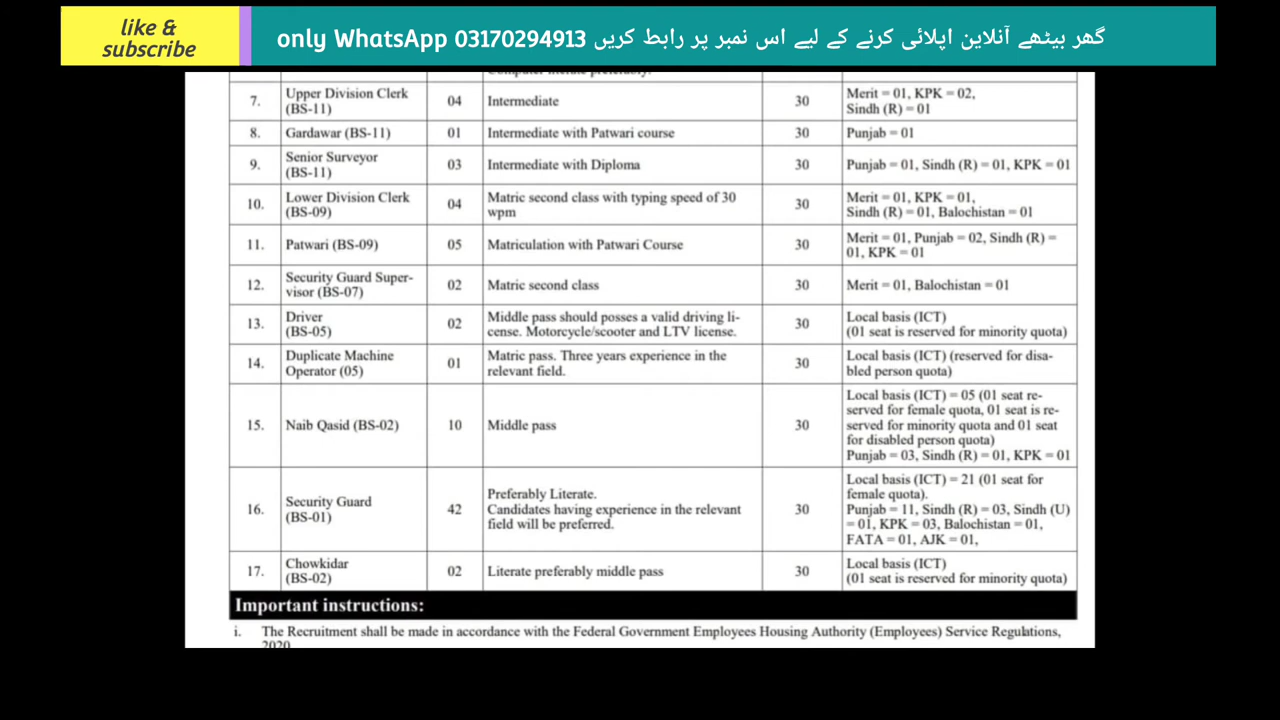 like &
subscribe
only WhatsApp 03170294913 گھر بیٹھے آنلاین اپلائی کرنے کے لیے اس نمبر پر رابط کریں
7. Upper Division Clerk (BS-11) 04 Intermediate 30 Merit = 01, KPK = 02, Sindh (R) = 01
8. Gardawar (BS-11) 01 Intermediate with Patwari course 30 Punjab = 01
9. Senior Surveyor (BS-11) 03 Intermediate with Diploma 30 Punjab = 01, Sindh (R) = 01, KPK = 01
10. Lower Division Clerk (BS-09) 04 Matric second class with typing speed of 30 wpm 30 Merit = 01, KPK = 01, Sindh (R) = 01, Balochistan = 01
11. Patwari (BS-09) 05 Matriculation with Patwari Course 30 Merit = 01, Punjab = 02, Sindh (R) = 01, KPK = 01
12. Security Guard Super-visor (BS-07) 02 Matric second class 30 Merit = 01, Balochistan = 01
13. Driver (BS-05) 02 Middle pass should posses a valid driving li-cense. Motorcycle/scooter and LTV license. 30 Local basis (ICT) (01 seat is reserved for minority quota)
14. Duplicate Machine Operator (05) 01 Matric pass. Three years experience in the relevant field. 30 Local basis (ICT) (reserved for disa-bled person quota)
15. Naib Qasid (BS-02) 10 Middle pass 30 Local basis (ICT) = 05 (01 seat re-served for female quota, 01 seat is re-served for minority quota and 01 seat for disabled person quota) Punjab = 03, Sindh (R) = 01, KPK = 01
16. Security Guard (BS-01) 42 Preferably Literate. Candidates having experience in the relevant field will be preferred. 30 Local basis (ICT) = 21 (01 seat for female quota). Punjab = 11, Sindh (R) = 03, Sindh (U) = 01, KPK = 03, Balochistan = 01, FATA = 01, AJK = 01,
17. Chowkidar (BS-02) 02 Literate preferably middle pass 30 Local basis (ICT) (01 seat is reserved for minority quota)
Important instructions:
i. The Recruitment shall be made in accordance with the Federal Government Employees Housing Authority (Employees) Service Regulations,
2020